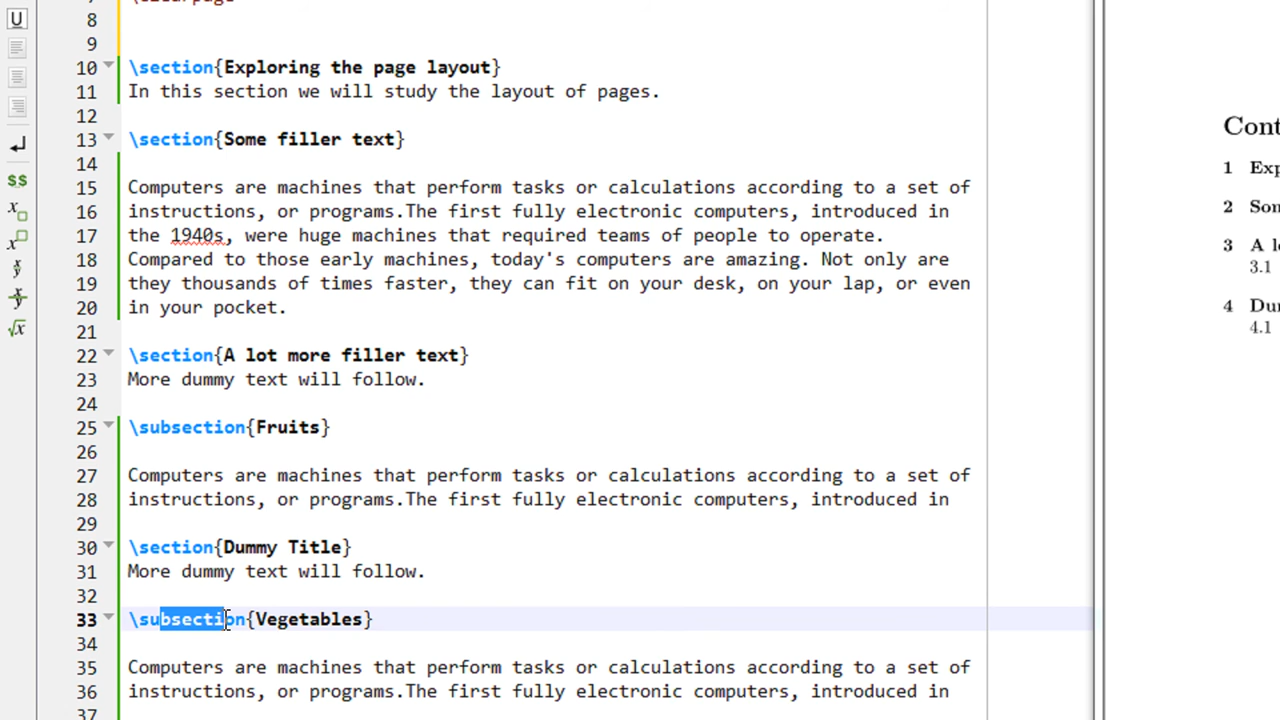 8
9
10 \section{Exploring the page layout}
11 In this section we will study the layout of pages.
12
13 \section{Some filler text}
14
15 Computers are machines that perform tasks or calculations according to a set of
16 instructions, or programs.The first fully electronic computers, introduced in
17 the 1940s, were huge machines that required teams of people to operate.
18 Compared to those early machines, today's computers are amazing. Not only are
19 they thousands of times faster, they can fit on your desk, on your lap, or even
20 in your pocket.
21
22 \section{A lot more filler text}
23 More dummy text will follow.
24
25 \subsection{Fruits}
26
27 Computers are machines that perform tasks or calculations according to a set of
28 instructions, or programs.The first fully electronic computers, introduced in
29
30 \section{Dummy Title}
31 More dummy text will follow.
32
33 \subsection{Vegetables}
34
35 Computers are machines that perform tasks or calculations according to a set of
36 instructions, or programs.The first fully electronic computers, introduced in
37
U
$$
x
x
x/y
x/y
√x
Cont
1 Exp
2 Som
3 A lo
3.1
4 Dum
4.1